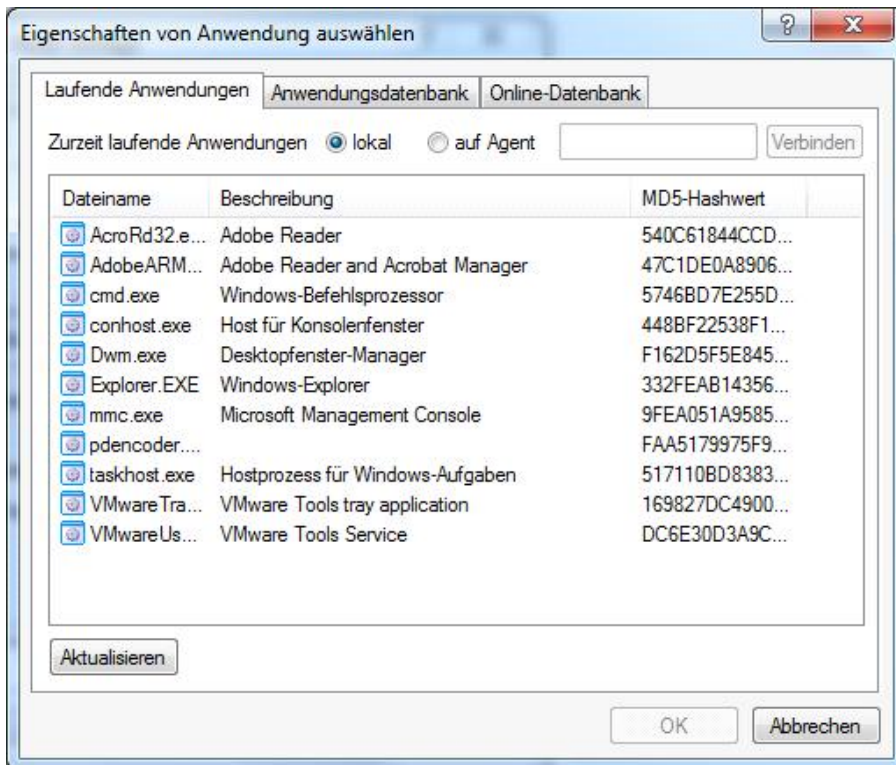 Eigenschaften von Anwendung auswählen
Laufende Anwendungen Anwendungsdatenbank Online-Datenbank
Zurzeit laufende Anwendungen lokal auf Agent Verbinden
Dateiname Beschreibung MD5-Hashwert
AcroRd32.e... Adobe Reader 540C61844CCD...
AdobeARM... Adobe Reader and Acrobat Manager 47C1DE0A8906...
cmd.exe Windows-Befehlsprozessor 5746BD7E255D...
conhost.exe Host für Konsolenfenster 448BF22538F1...
Dwm.exe Desktopfenster-Manager F162D5F5E845...
Explorer.EXE Windows-Explorer 332FEAB14356...
mmc.exe Microsoft Management Console 9FEA051A9585...
pdencoder.... FAA5179975F9...
taskhost.exe Hostprozess für Windows-Aufgaben 517110BD8383...
VMwareTra... VMware Tools tray application 169827DC4900...
VMwareUs... VMware Tools Service DC6E30D3A9C...
Aktualisieren
OK Abbrechen